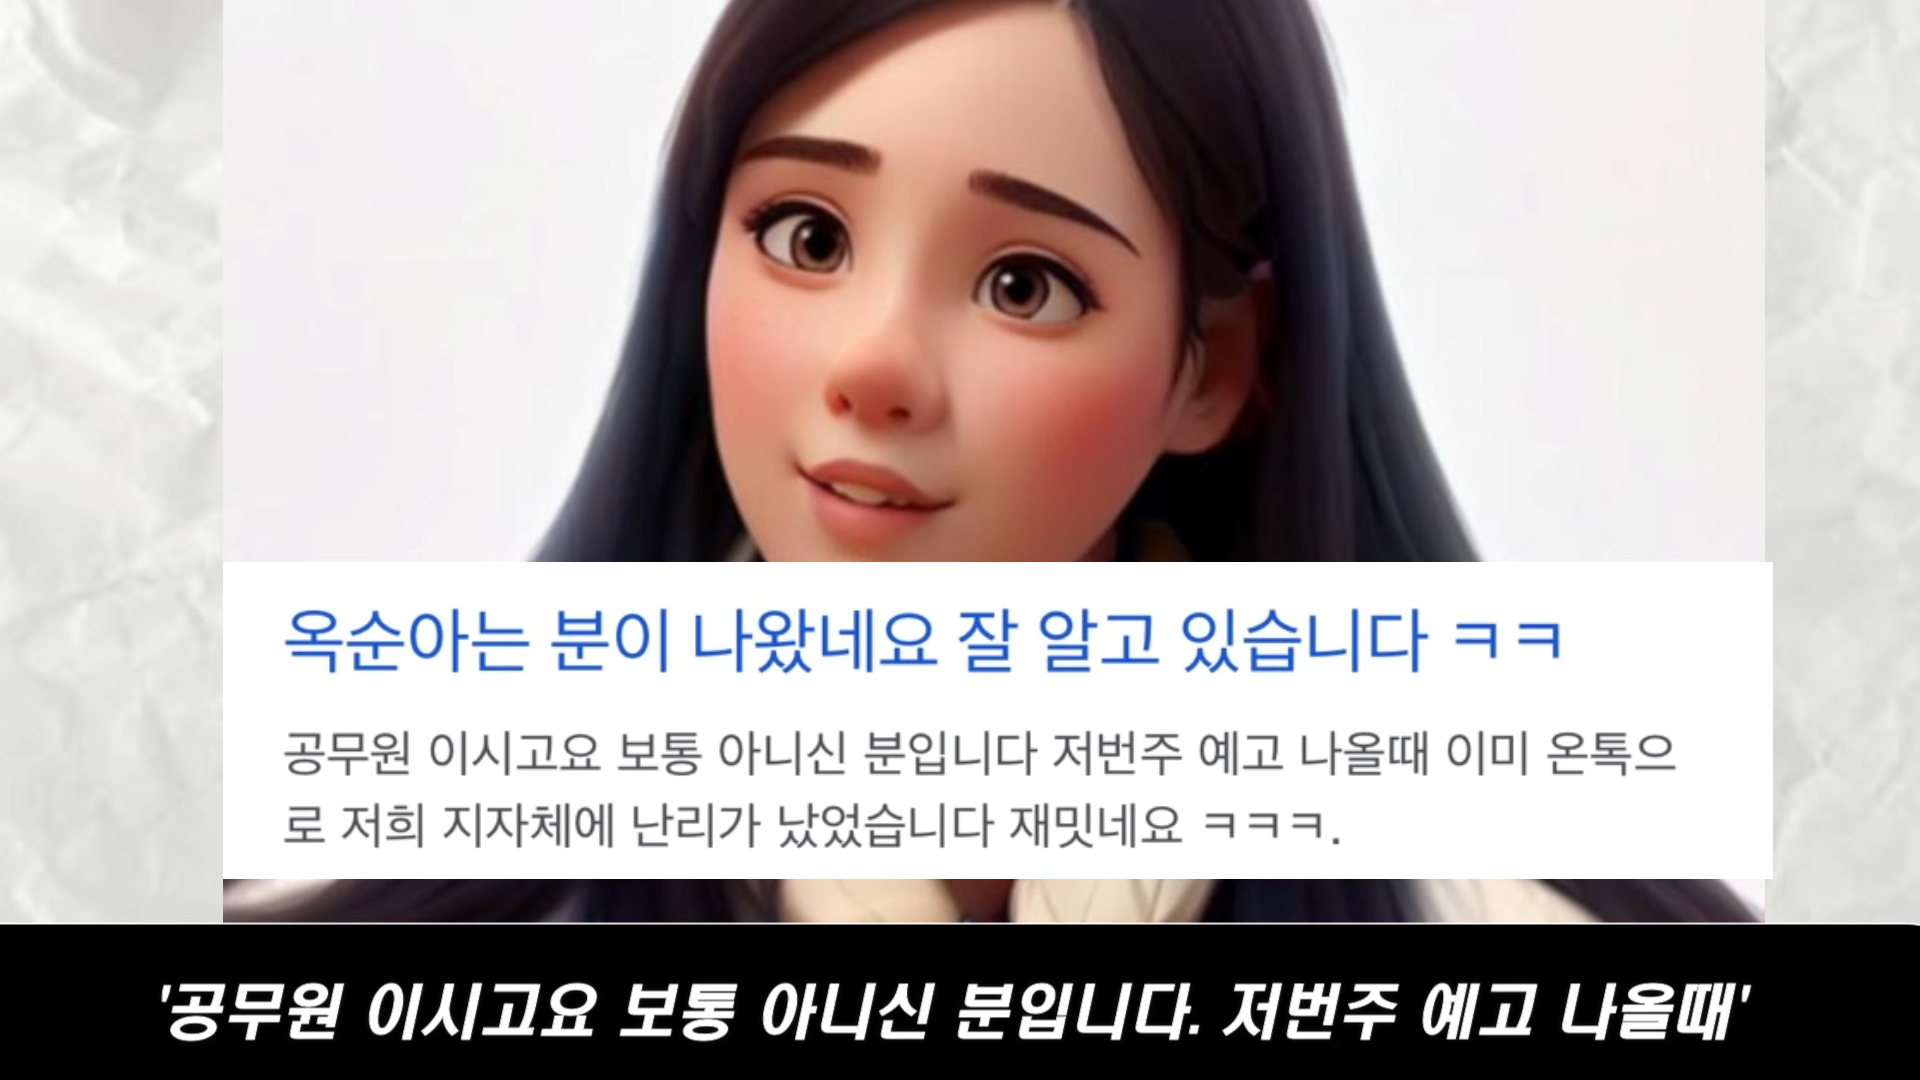 옥순아는 분이 나왔네요 잘 알고 있습니다 ㅋㅋ
공무원 이시고요 보통 아니신 분입니다 저번주 예고 나올때 이미 온톡으
로 저희 지자체에 난리가 났었습니다 재밋네요 ㅋㅋㅋ.
'공무원 이시고요 보통 아니신 분입니다. 저번주 예고 나올때'